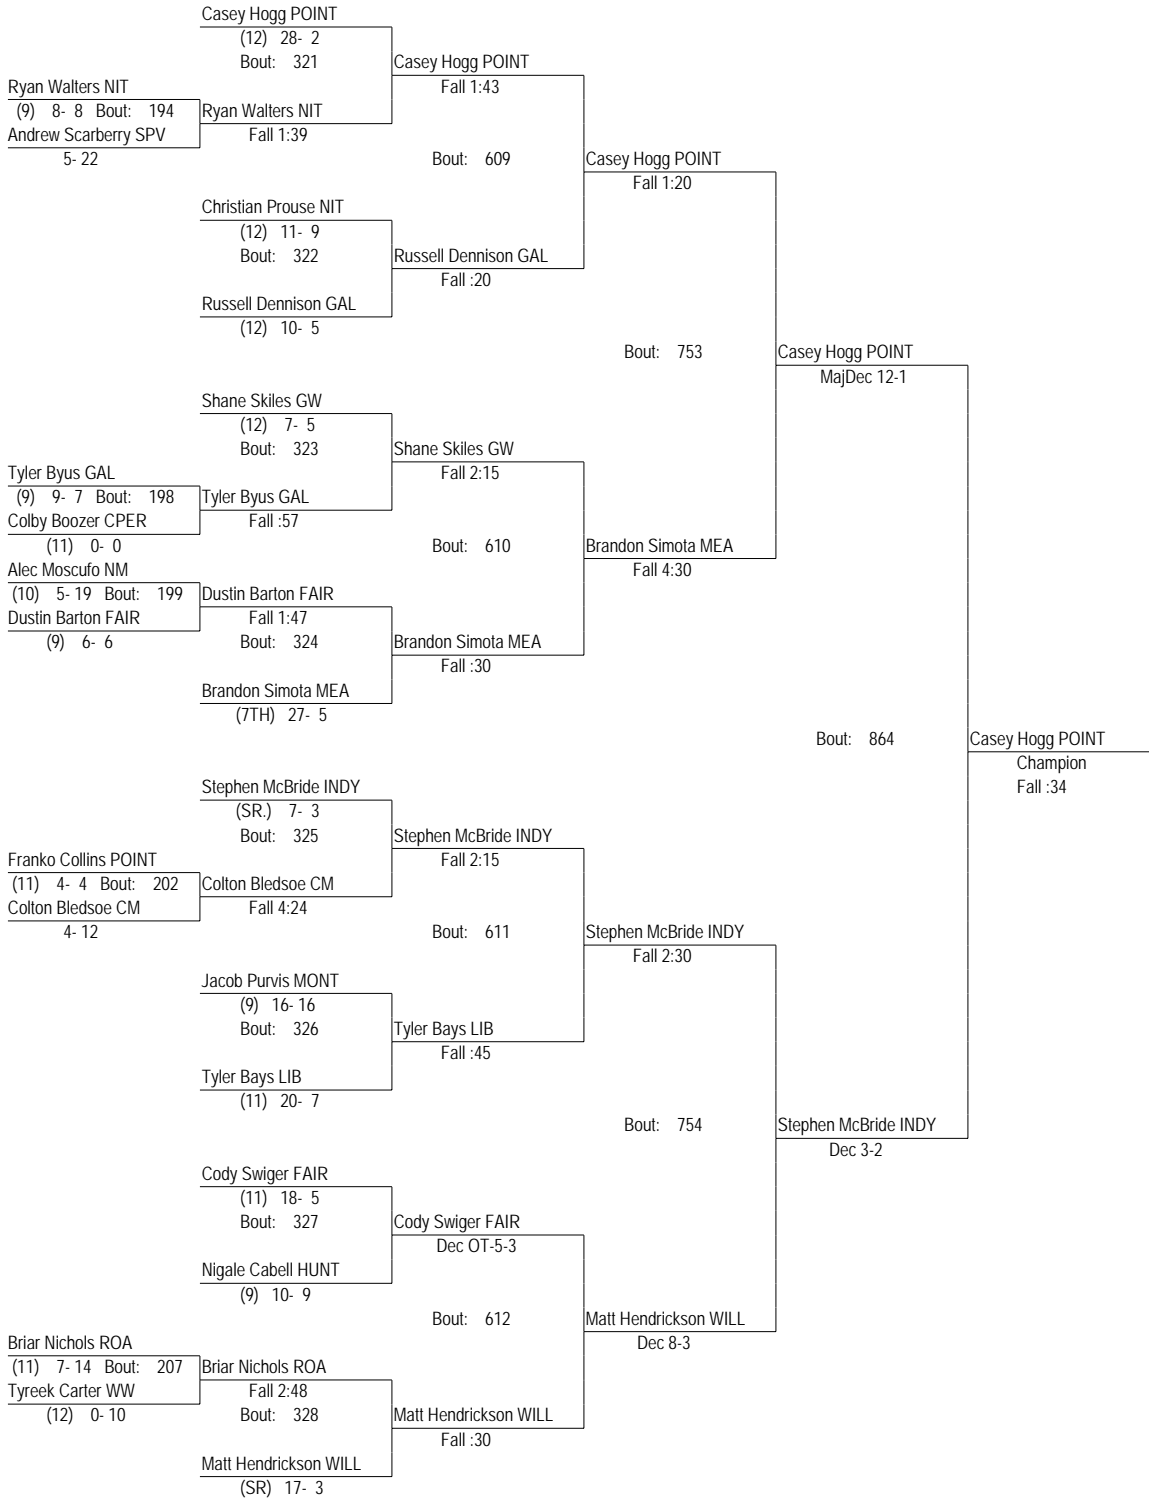 Casey Hogg POINT
(12) 28- 2
Bout: 321
Casey Hogg POINT
Fall 1:43
Ryan Walters NIT
(9) 8- 8 Bout: 194
Ryan Walters NIT
Andrew Scarberry SPV
Fall 1:39
5- 22
Bout: 609
Casey Hogg POINT
Fall 1:20
Christian Prouse NIT
(12) 11- 9
Bout: 322
Russell Dennison GAL
Fall :20
Russell Dennison GAL
(12) 10- 5
Bout: 753
Casey Hogg POINT
MajDec 12-1
Shane Skiles GW
(12) 7- 5
Bout: 323
Shane Skiles GW
Fall 2:15
Tyler Byus GAL
(9) 9- 7 Bout: 198
Tyler Byus GAL
Colby Boozer CPER
Fall :57
(11) 0- 0
Bout: 610
Brandon Simota MEA
Fall 4:30
Alec Moscufo NM
(10) 5- 19 Bout: 199
Dustin Barton FAIR
Dustin Barton FAIR
Fall 1:47
(9) 6- 6
Bout: 324
Brandon Simota MEA
Fall :30
Brandon Simota MEA
(7TH) 27- 5
Bout: 864
Casey Hogg POINT
Champion
Fall :34
Stephen McBride INDY
(SR.) 7- 3
Bout: 325
Stephen McBride INDY
Fall 2:15
Franko Collins POINT
(11) 4- 4 Bout: 202
Colton Bledsoe CM
Colton Bledsoe CM
Fall 4:24
4- 12
Bout: 611
Stephen McBride INDY
Fall 2:30
Jacob Purvis MONT
(9) 16- 16
Bout: 326
Tyler Bays LIB
Fall :45
Tyler Bays LIB
(11) 20- 7
Bout: 754
Stephen McBride INDY
Dec 3-2
Cody Swiger FAIR
(11) 18- 5
Bout: 327
Cody Swiger FAIR
Dec OT-5-3
Nigale Cabell HUNT
(9) 10- 9
Bout: 612
Matt Hendrickson WILL
Dec 8-3
Briar Nichols ROA
(11) 7- 14 Bout: 207
Briar Nichols ROA
Tyreek Carter WW
Fall 2:48
(12) 0- 10
Bout: 328
Matt Hendrickson WILL
Fall :30
Matt Hendrickson WILL
(SR) 17- 3